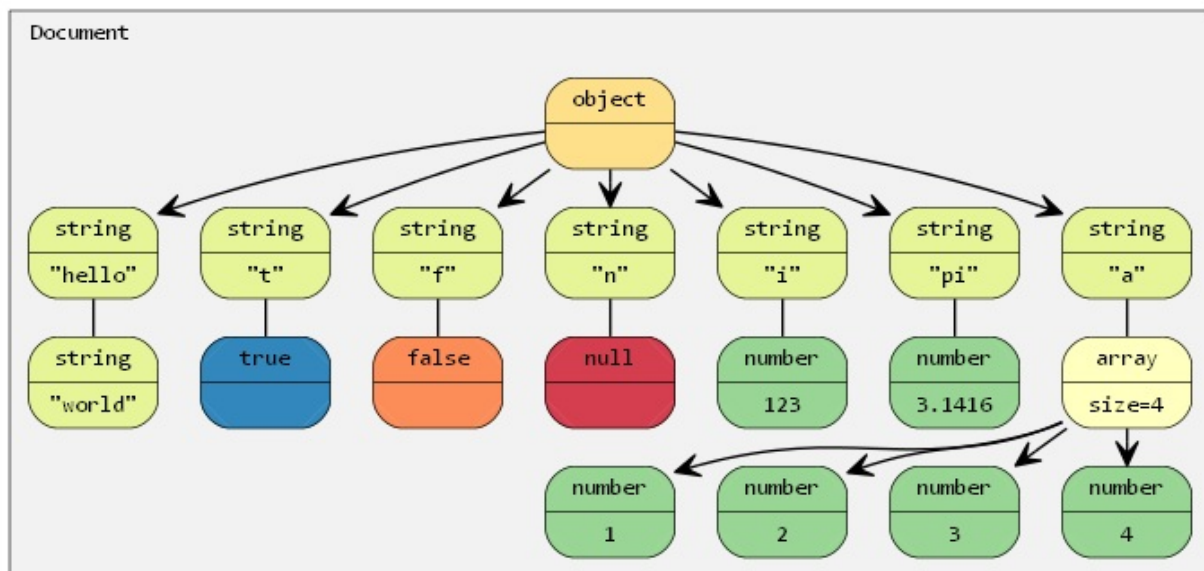 Document
object
string string string string string string string
"hello" "t" "f" "n" "i" "pi" "a"
string true false null number number array
"world" 123 3.1416 size=4
number number number number
1 2 3 4